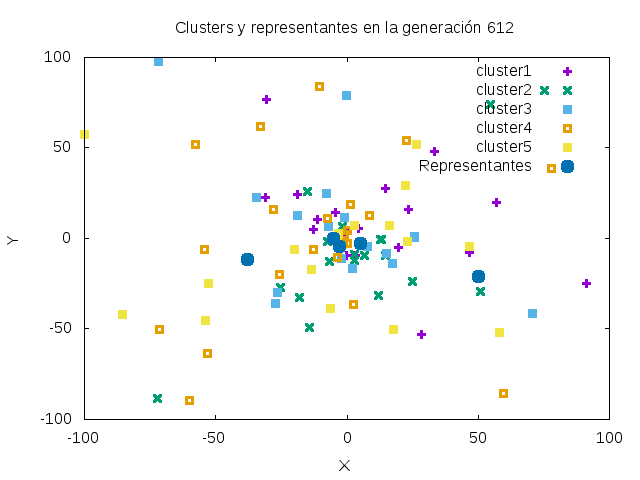 Clusters y representantes en la generación 612
cluster1
cluster2
cluster3
cluster4
cluster5
Representantes
100
50
0
-50
-100
-100
-50
0
50
100
Y
X